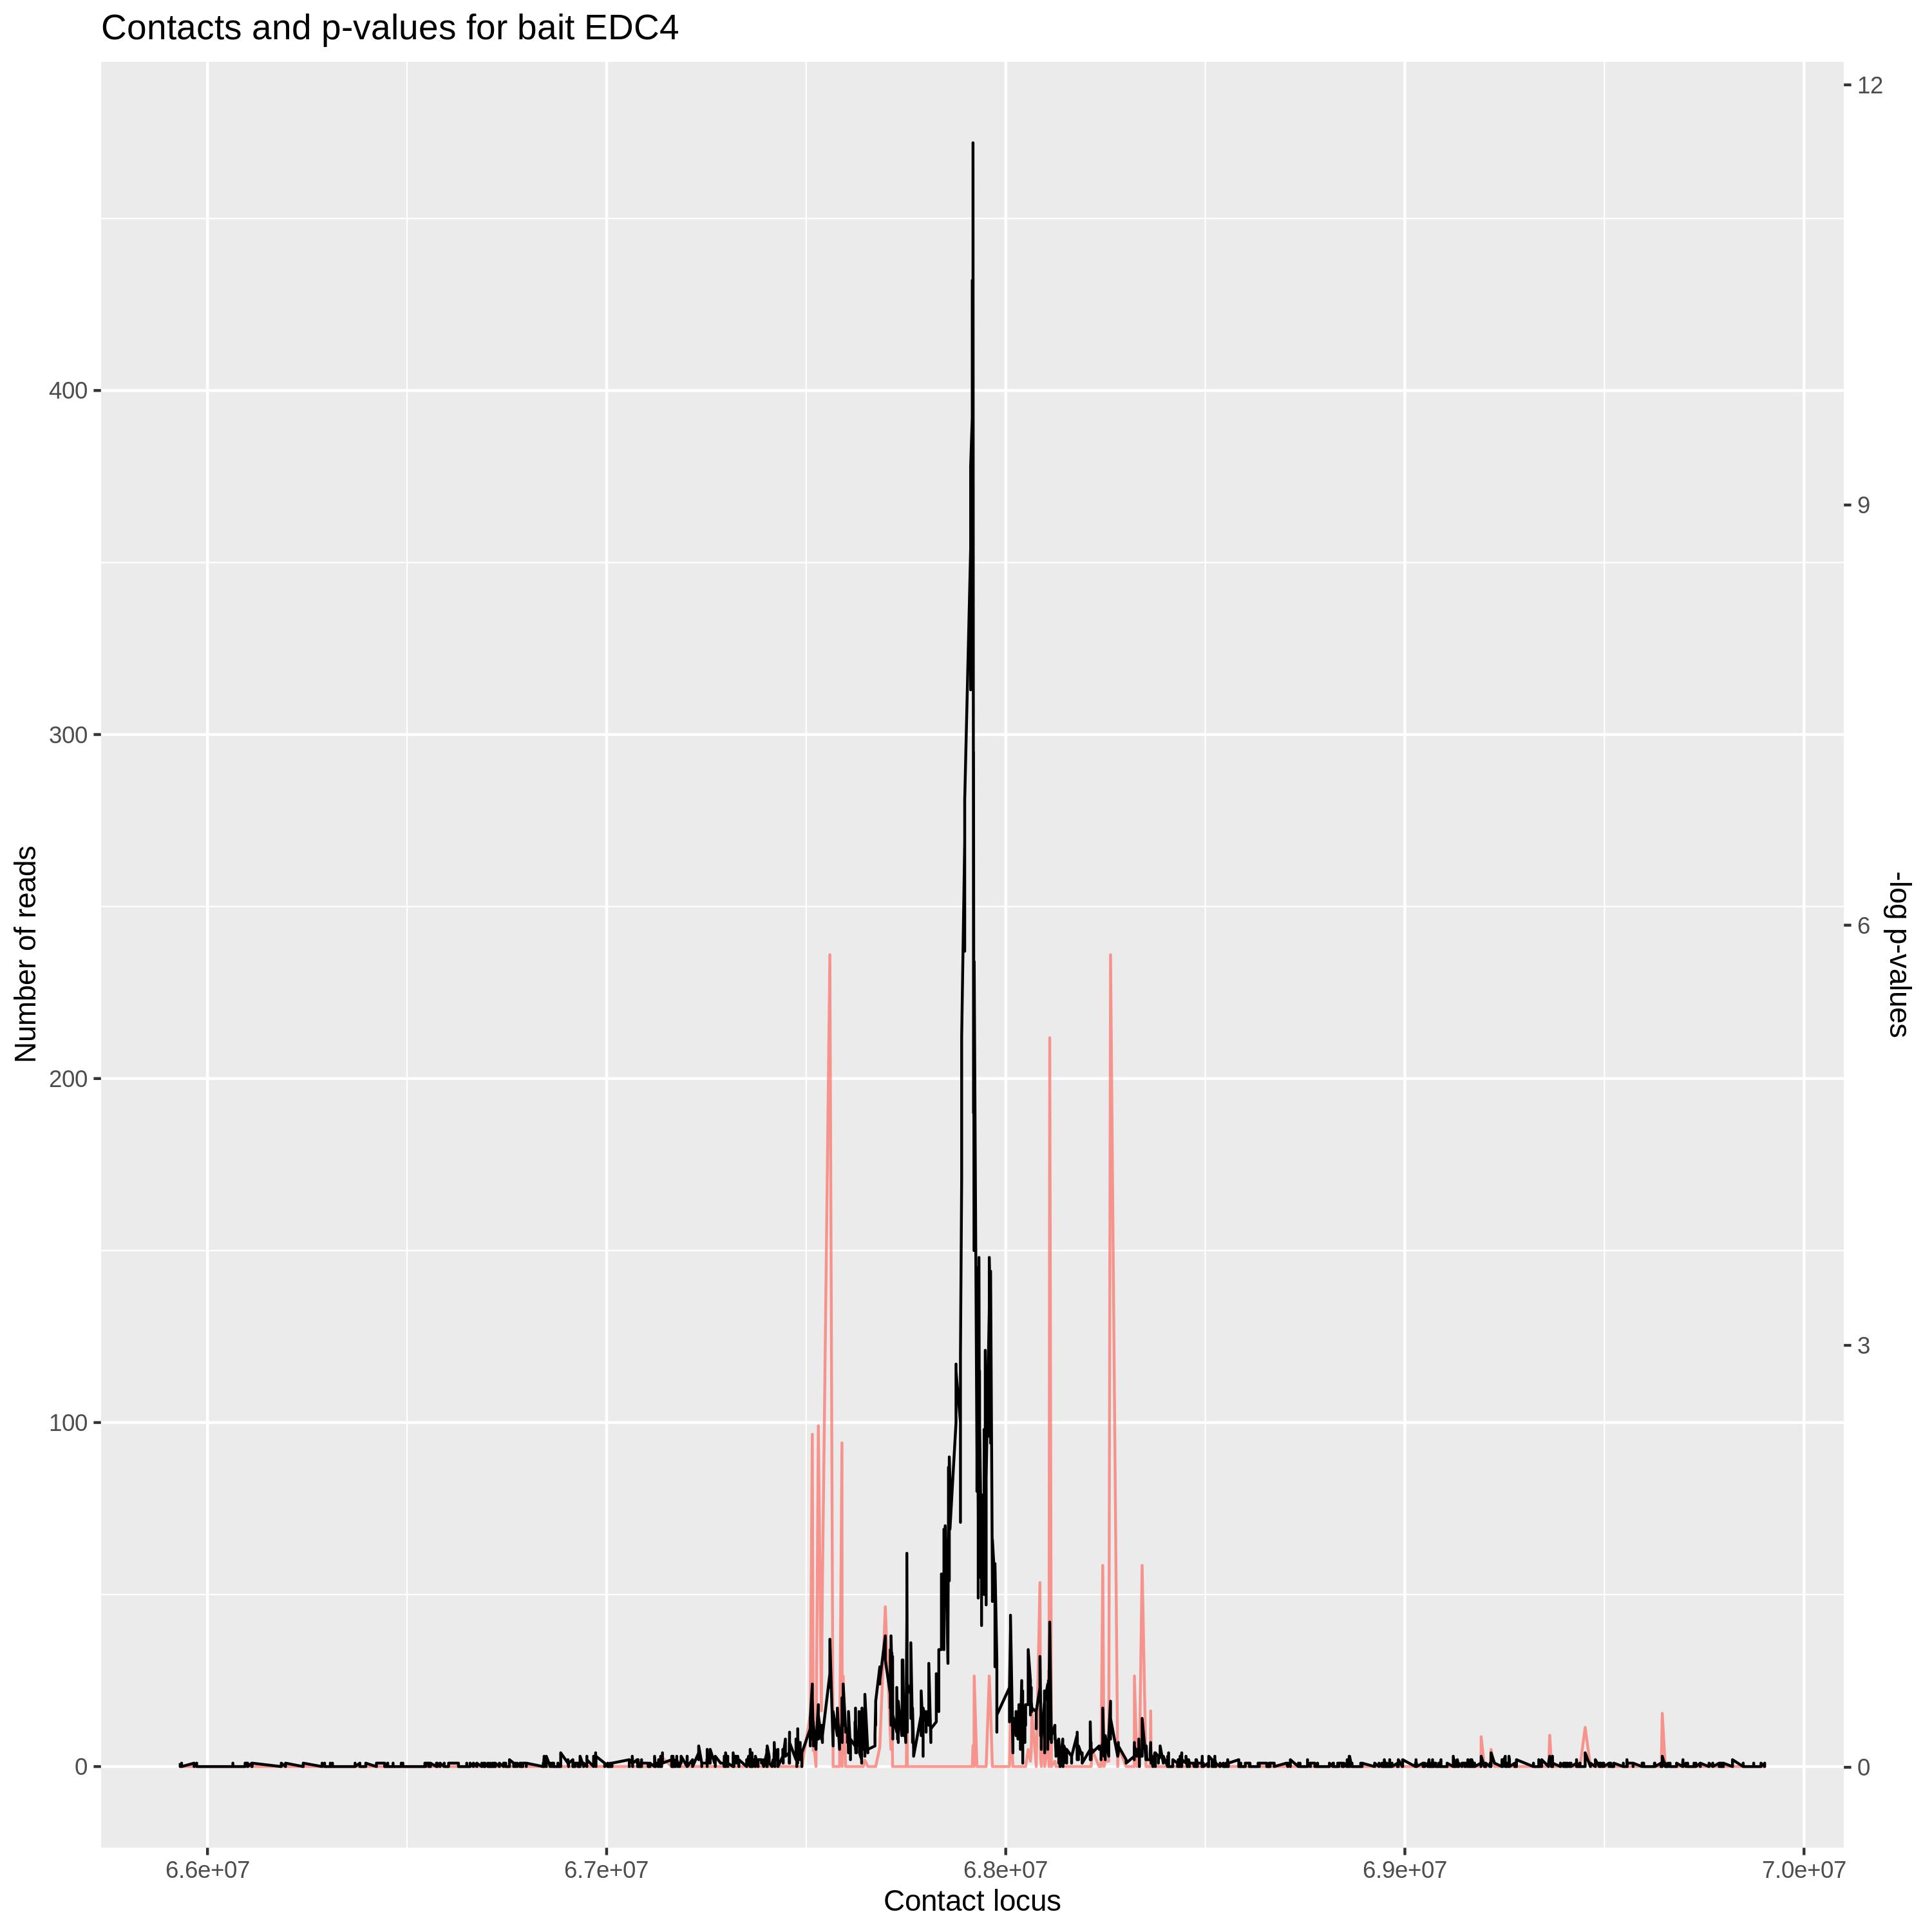 Contacts and p-values for bait EDC4
Number of reads
400
300
200
100
0
12
9
6
3
0
-log p-values
6.6e+07
6.7e+07
6.8e+07
6.9e+07
7.0e+07
Contact locus